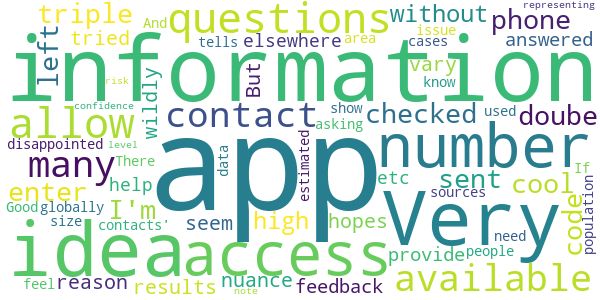 triple questions without representing
phone
And issue
tried left tells elsewhere area cases answered
information
wildly But vary know
confidence show used
allow contact checked doube
disappointed asking
level risk
many app number
estimated data etc
There sent cool code
enter help I'm seem high hopes sources If population
Very
Good globally
size contacts' provide need
idea access people
feel reason results nuance feedback available
note